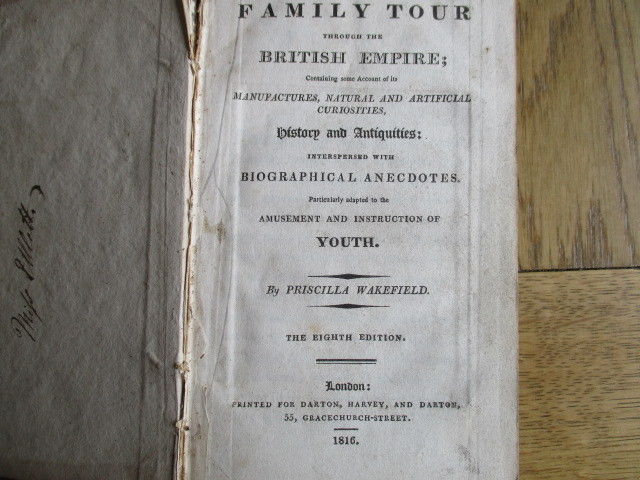 FAMILY TOUR
THROUGH THE
BRITISH EMPIRE;
Containing some Account of its
MANUFACTURES, NATURAL AND ARTIFICIAL
CURIOSITIES,
History and Antiquities:
INTERSPERSED WITH
BIOGRAPHICAL ANECDOTES.
Particularly adapted to the
AMUSEMENT AND INSTRUCTION OF
YOUTH.
By PRISCILLA WAKEFIELD.
THE EIGHTH EDITION.
London:
PRINTED FOR DARTON, HARVEY, AND DARTON,
55, GRACECHURCH-STREET.
1816.
Miss